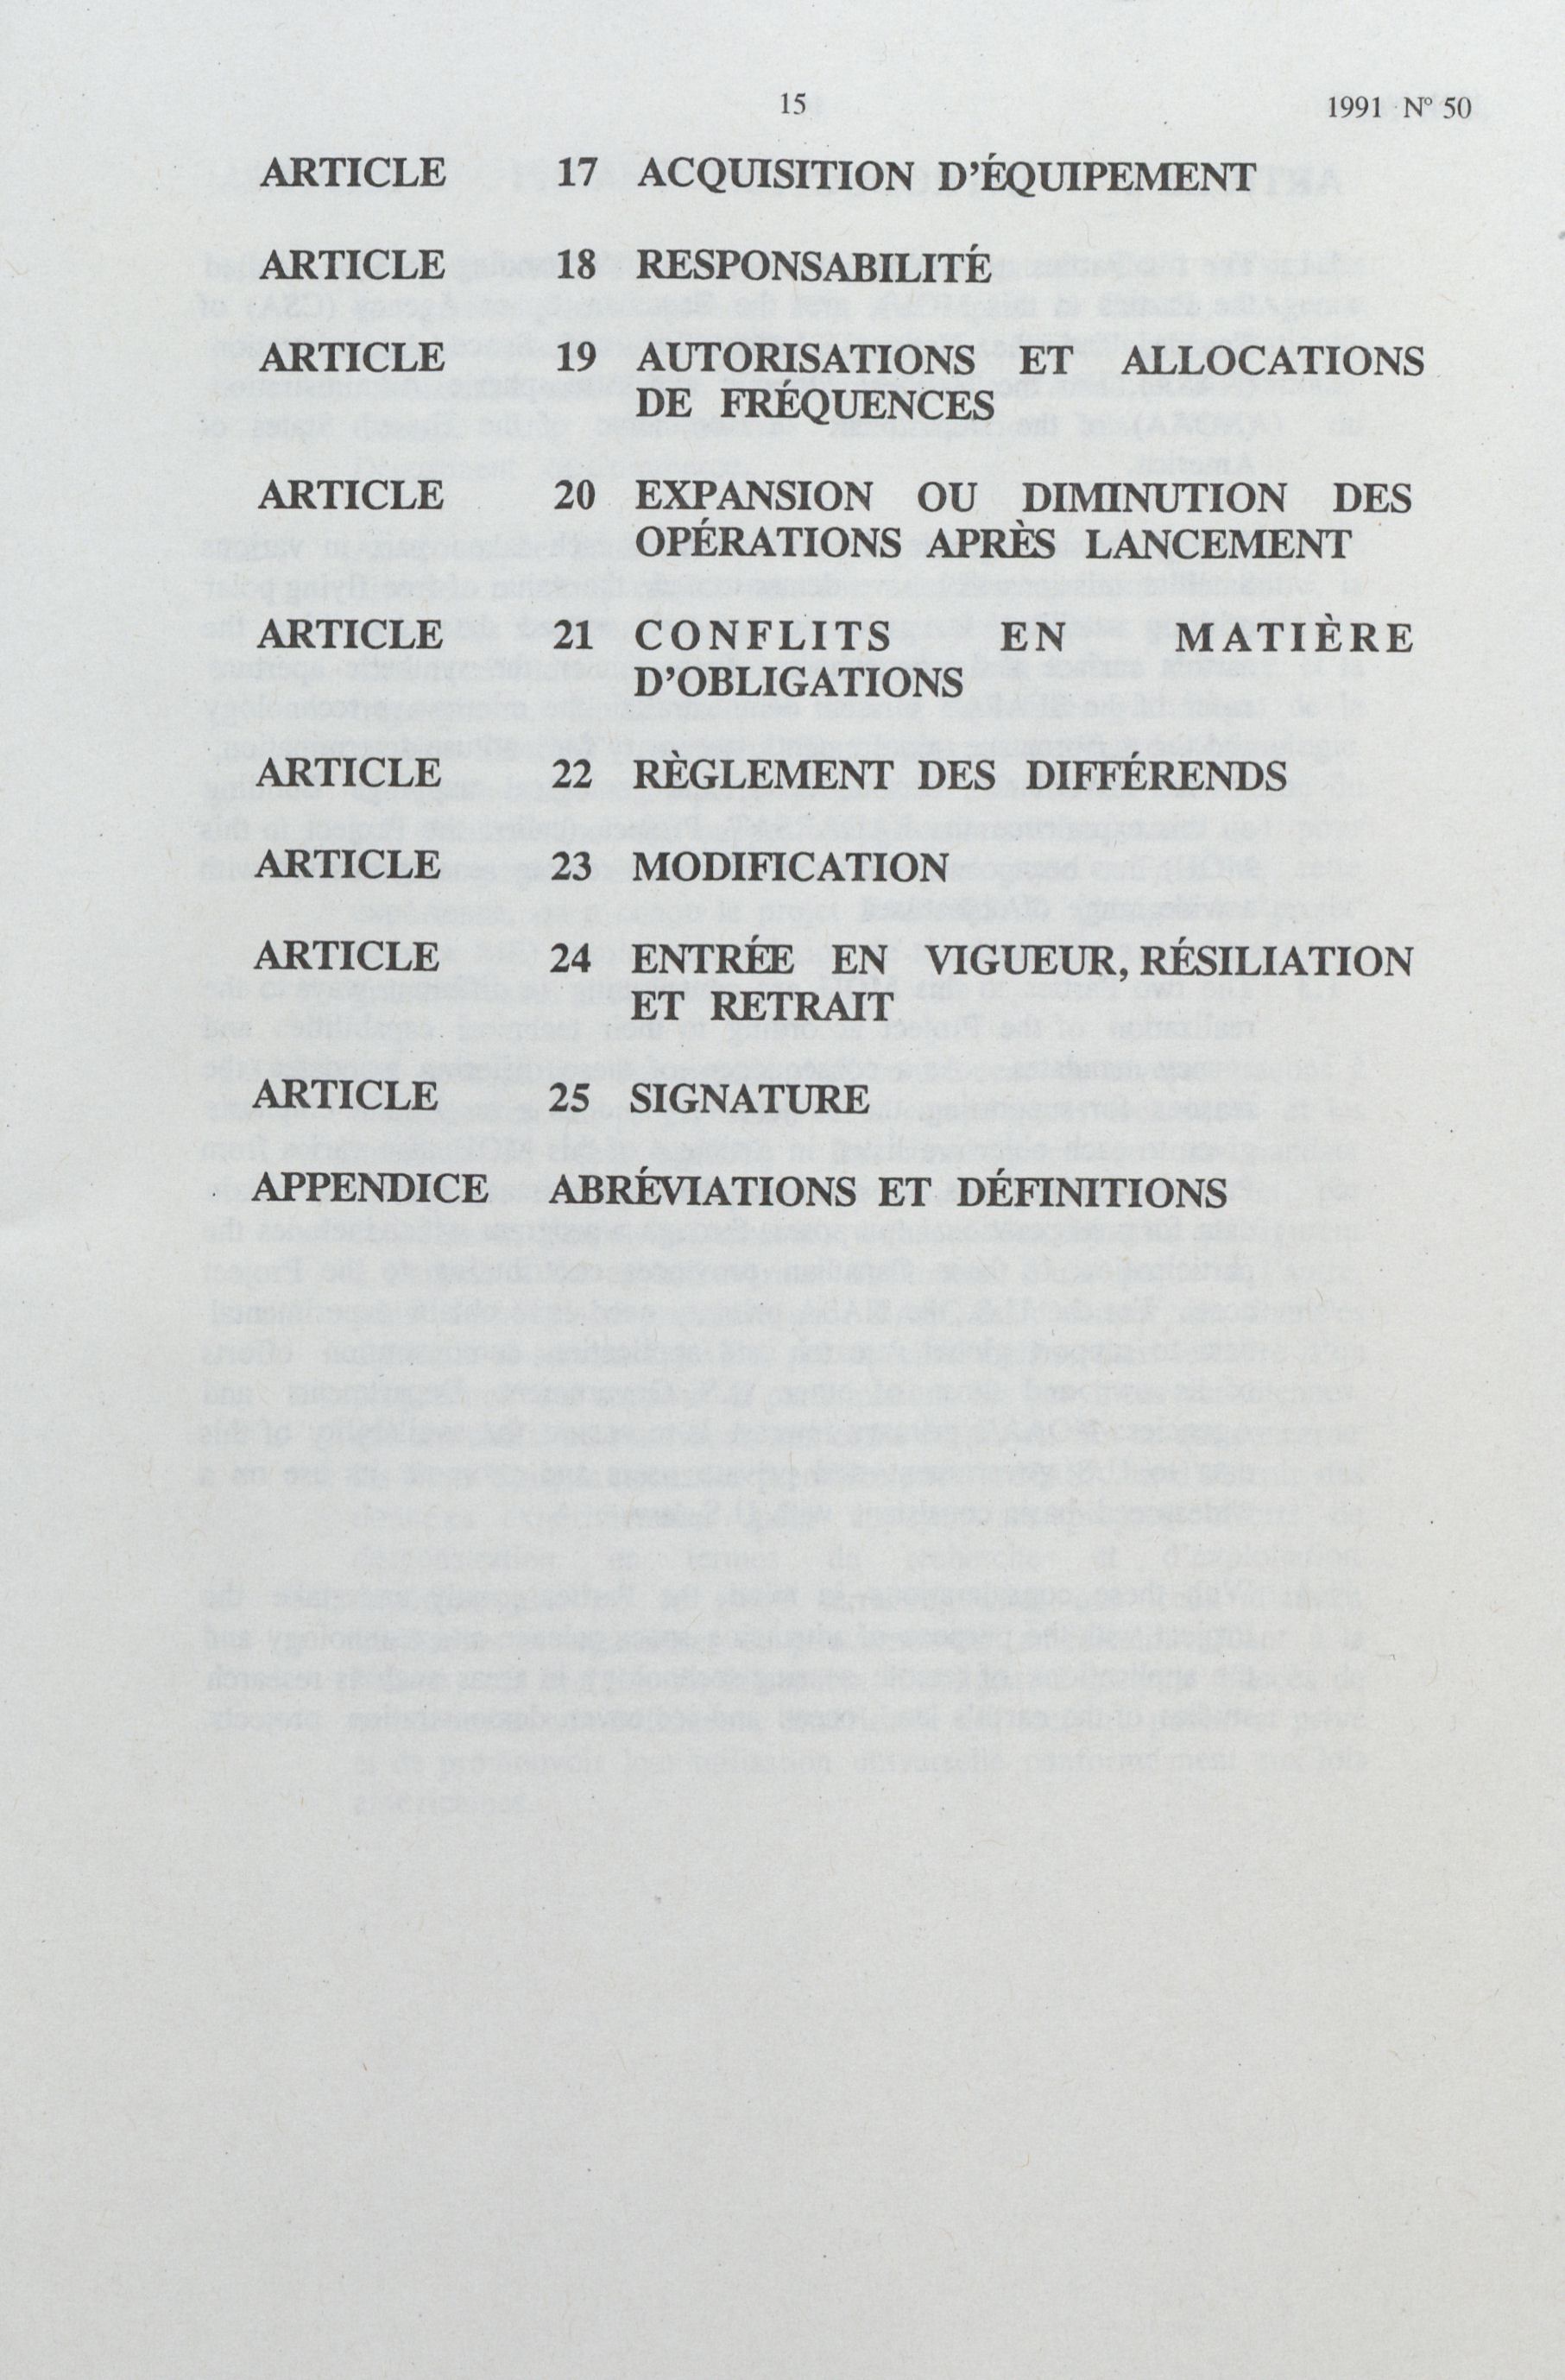 15 1991 N° 50
ARTICLE 17 ACQUISITION D'ÉQUIPEMENT
ARTICLE 18 RESPONSABILITÉ
ARTICLE 19 AUTORISATIONS ET ALLOCATIONS
DE FRÉQUENCES
ARTICLE 20 EXPANSION OU DIMINUTION DES
OPÉRATIONS APRÈS LANCEMENT
ARTICLE 21 CONFLITS EN MATIÈRE
D'OBLIGATIONS
ARTICLE 22 RÈGLEMENT DES DIFFÉRENDS
ARTICLE 23 MODIFICATION
ARTICLE 24 ENTRÉE EN VIGUEUR, RÉSILIATION
ET RETRAIT
ARTICLE 25 SIGNATURE
APPENDICE ABRÉVIATIONS ET DÉFINITIONS